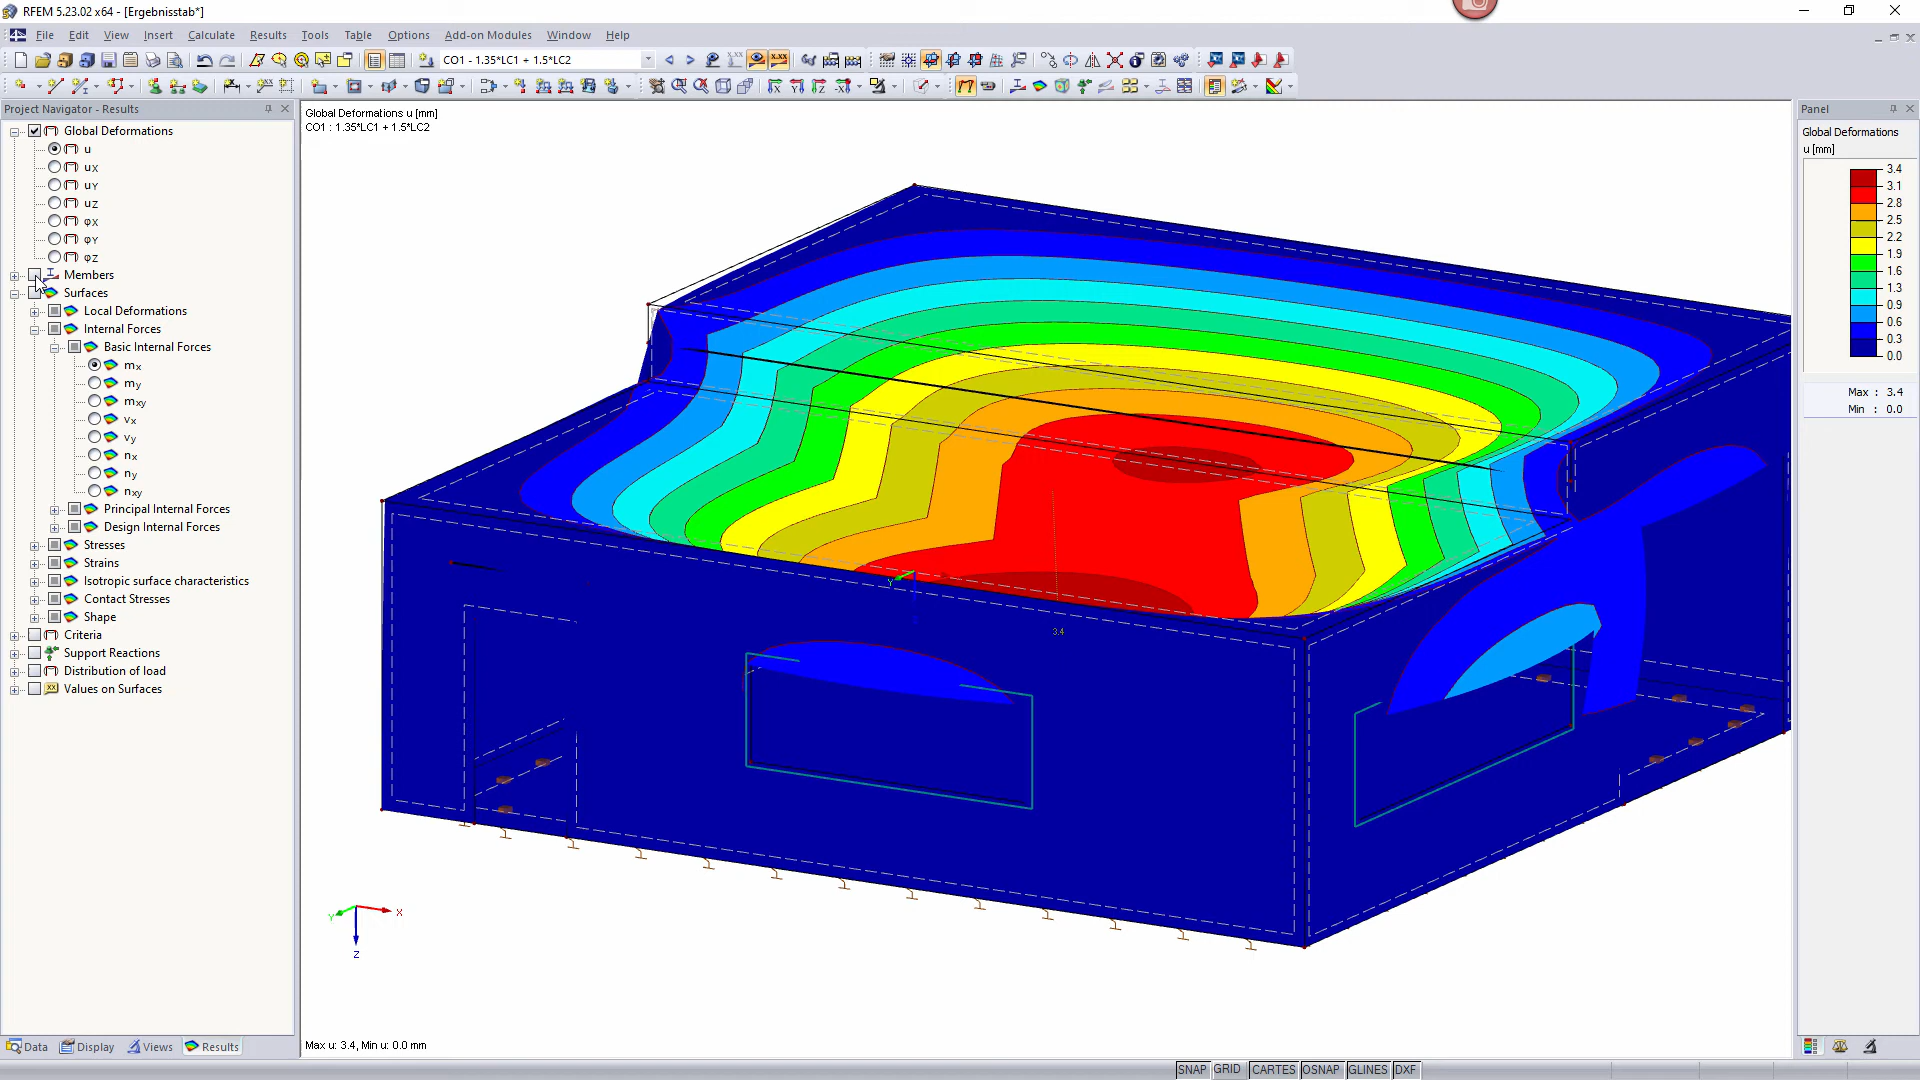 RFEM 5.23.02 x64 - [Ergebnisstab*]
File Edit View Insert Calculate Results Tools Table Options Add-on Modules Window Help
CO1 - 1.35*LC1 + 1.5*LC2
Project Navigator - Results
Global Deformations
u
uX
uY
uZ
φX
φY
φZ
Members
Surfaces
Local Deformations
Internal Forces
Basic Internal Forces
mx
my
mxy
vx
vy
nx
ny
nxy
Principal Internal Forces
Design Internal Forces
Stresses
Strains
Isotropic surface characteristics
Contact Stresses
Shape
Criteria
Support Reactions
Distribution of load
Values on Surfaces
Data Display Views Results
Global Deformations u [mm]
CO1 : 1.35*LC1 + 1.5*LC2
Y
3.4
Y X
Z
Max u: 3.4, Min u: 0.0 mm
Panel
Global Deformations
u [mm]
3.4
3.1
2.8
2.5
2.2
1.9
1.6
1.3
0.9
0.6
0.3
0.0
Max : 3.4
Min : 0.0
SNAP GRID CARTES OSNAP GLINES DXF